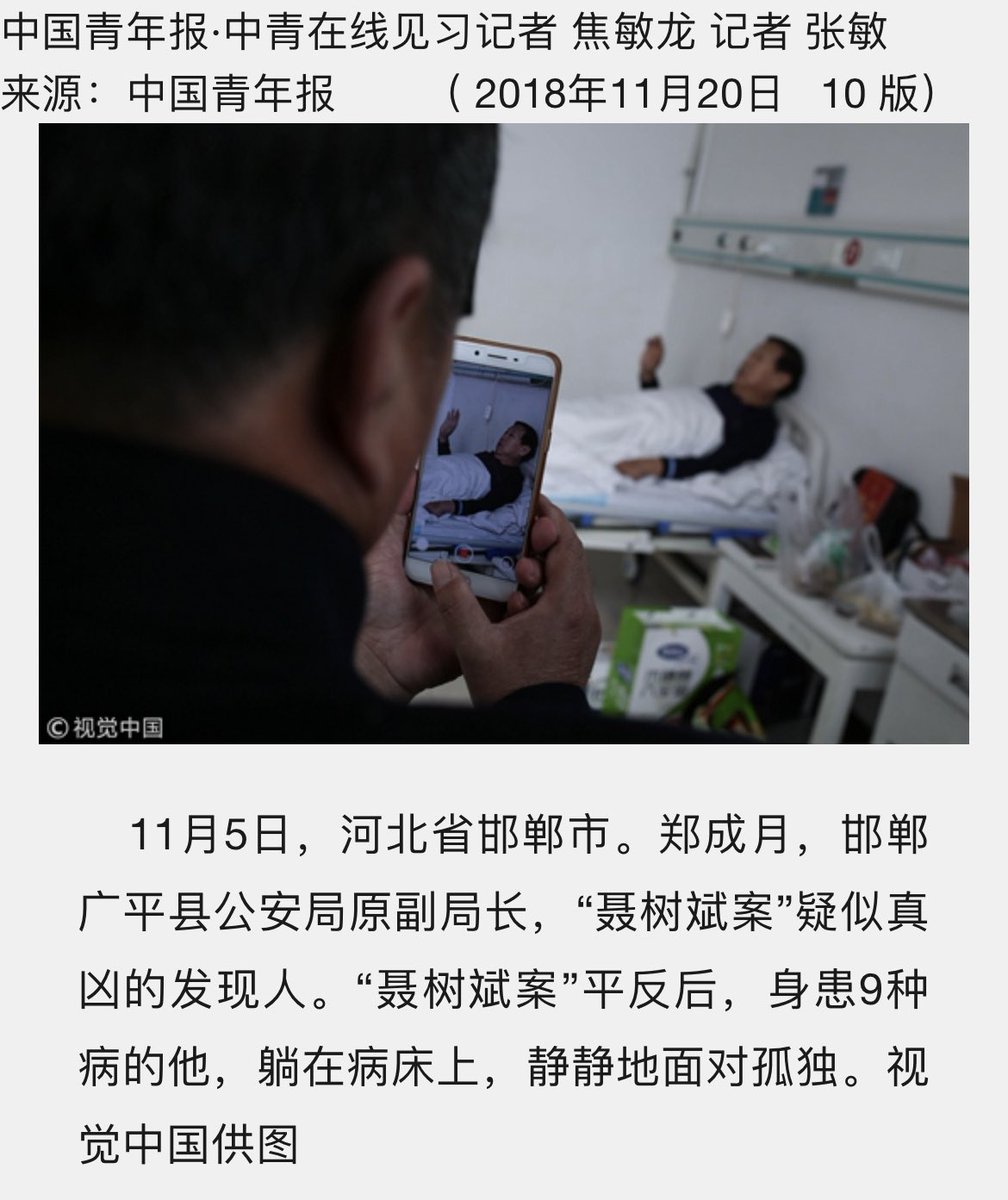 中国青年报·中青在线见习记者 焦敏龙 记者 张敏
来源：中国青年报 （ 2018年11月20日 10 版）
©视觉中国
11月5日，河北省邯郸市。郑成月，邯郸
广平县公安局原副局长，“聂树斌案”疑似真
凶的发现人。“聂树斌案”平反后，身患9种
病的他，躺在病床上，静静地面对孤独。视
觉中国供图